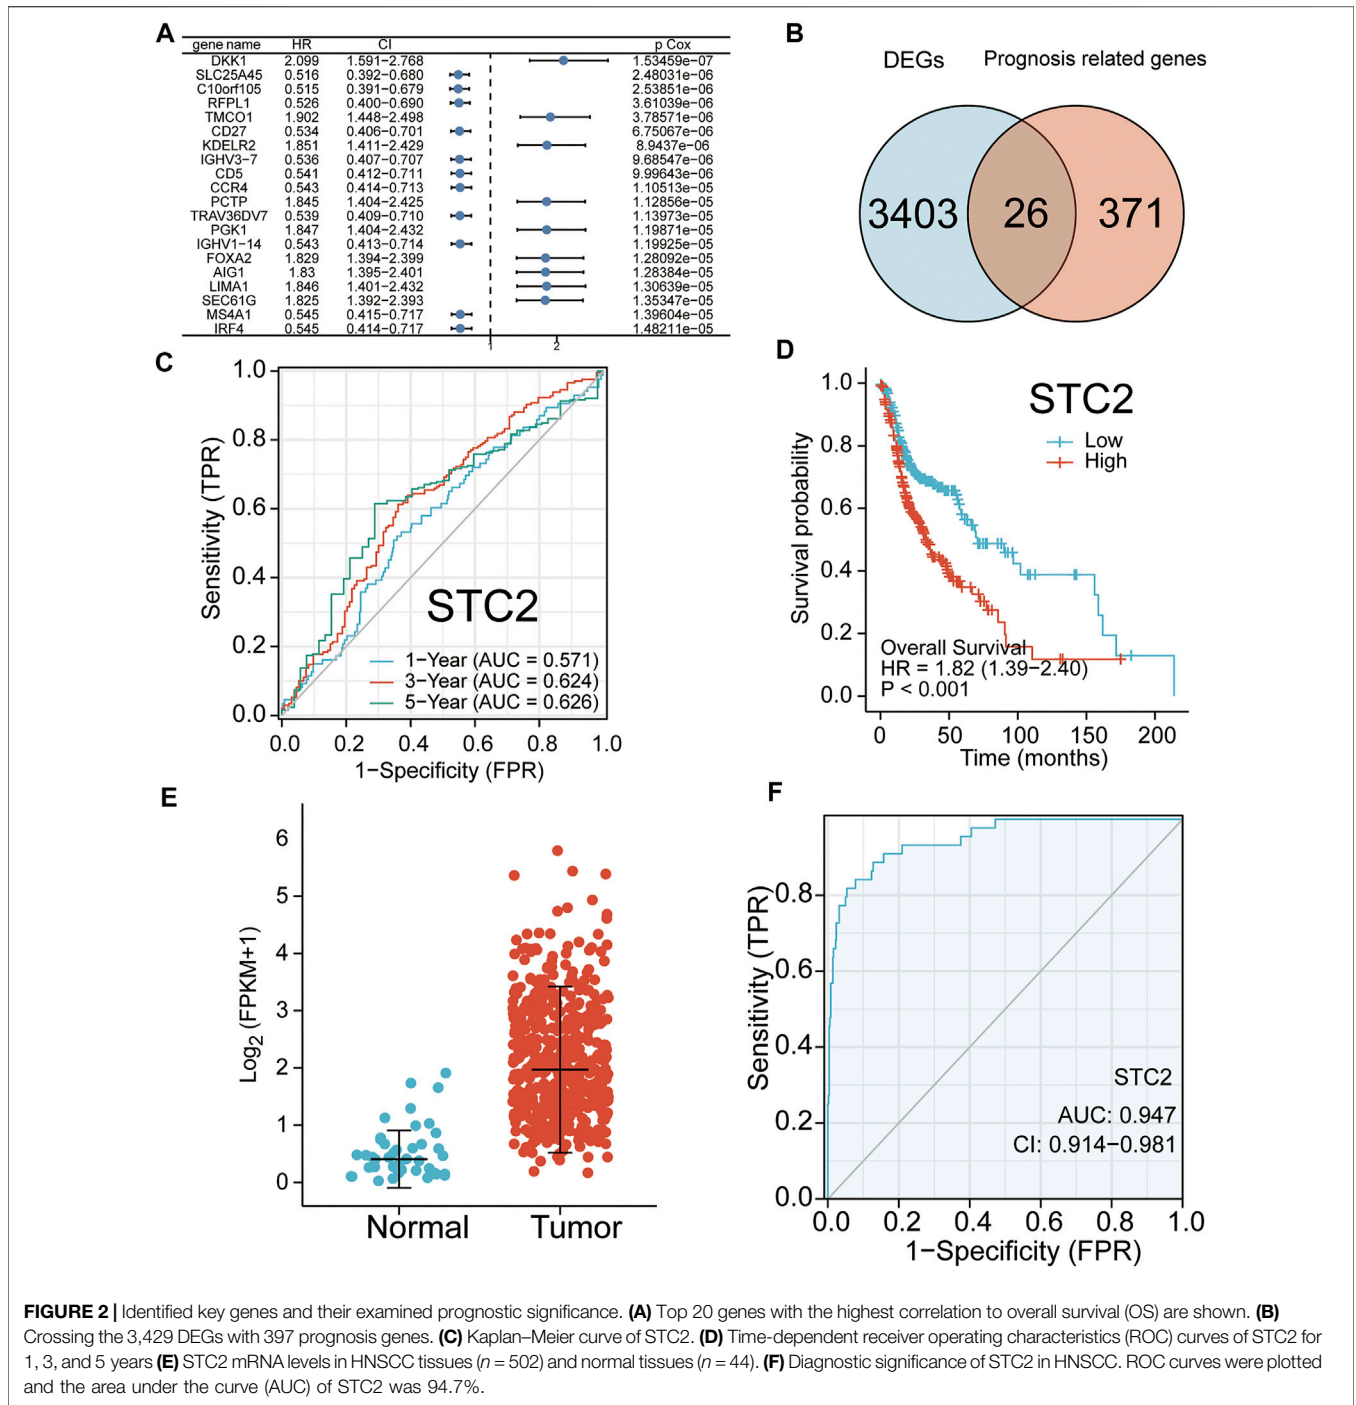 A
gene name HR CI p Cox
DKK1 2.099 1.591−2.768 1.53459e−07
SLC25A45 0.516 0.392−0.680 2.48031e−06
C10orf105 0.515 0.391−0.679 2.53851e−06
RFPL1 0.526 0.400−0.690 3.61039e−06
TMCO1 1.902 1.448−2.498 3.78571e−06
CD27 0.534 0.406−0.701 6.75067e−06
KDELR2 1.851 1.411−2.429 8.9437e−06
IGHV3−7 0.536 0.407−0.707 9.68547e−06
CD5 0.541 0.412−0.711 9.99643e−06
CCR4 0.543 0.414−0.713 1.10513e−05
PCTP 1.845 1.404−2.425 1.12856e−05
TRAV36DV7 0.539 0.409−0.710 1.13973e−05
PGK1 1.847 1.404−2.432 1.19871e−05
IGHV1−14 0.543 0.413−0.714 1.19925e−05
FOXA2 1.829 1.394−2.399 1.28092e−05
AIG1 1.83 1.395−2.401 1.28384e−05
LIMA1 1.846 1.401−2.432 1.30639e−05
SEC61G 1.825 1.392−2.393 1.35347e−05
MS4A1 0.545 0.415−0.717 1.39604e−05
IRF4 0.545 0.414−0.717 1.48211e−05
1 2
B
DEGs Prognosis related genes
3403 26 371
C
1.0
0.8
0.6
0.4
0.2
0.0
Sensitivity (TPR)
STC2
1−Year (AUC = 0.571)
3−Year (AUC = 0.624)
5−Year (AUC = 0.626)
0.0 0.2 0.4 0.6 0.8 1.0
1−Specificity (FPR)
D
1.0
0.8
0.6
0.4
0.2
0.0
Survival probability
STC2
Low
High
Overall Survival
HR = 1.82 (1.39−2.40)
P < 0.001
0 50 100 150 200
Time (months)
E
6
5
4
3
2
1
0
Log2 (FPKM+1)
Normal Tumor
F
0.8
0.6
0.4
0.2
0.0
Sensitivity (TPR)
STC2
AUC: 0.947
CI: 0.914−0.981
0.0 0.2 0.4 0.6 0.8 1.0
1−Specificity (FPR)
FIGURE 2 | Identified key genes and their examined prognostic significance. (A) Top 20 genes with the highest correlation to overall survival (OS) are shown. (B)
Crossing the 3,429 DEGs with 397 prognosis genes. (C) Kaplan–Meier curve of STC2. (D) Time-dependent receiver operating characteristics (ROC) curves of STC2 for
1, 3, and 5 years (E) STC2 mRNA levels in HNSCC tissues (n = 502) and normal tissues (n = 44). (F) Diagnostic significance of STC2 in HNSCC. ROC curves were plotted
and the area under the curve (AUC) of STC2 was 94.7%.